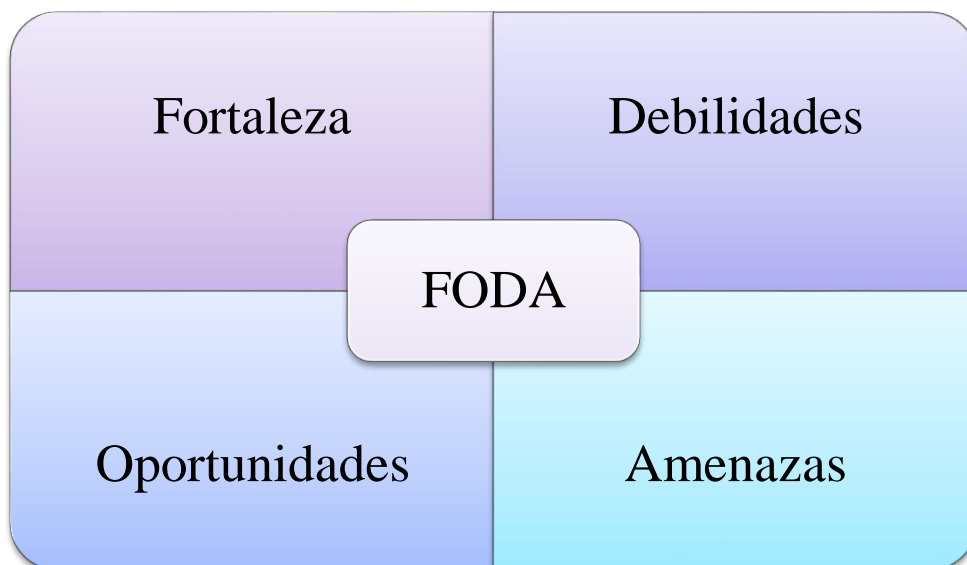 Fortaleza
Debilidades
FODA
Oportunidades
Amenazas